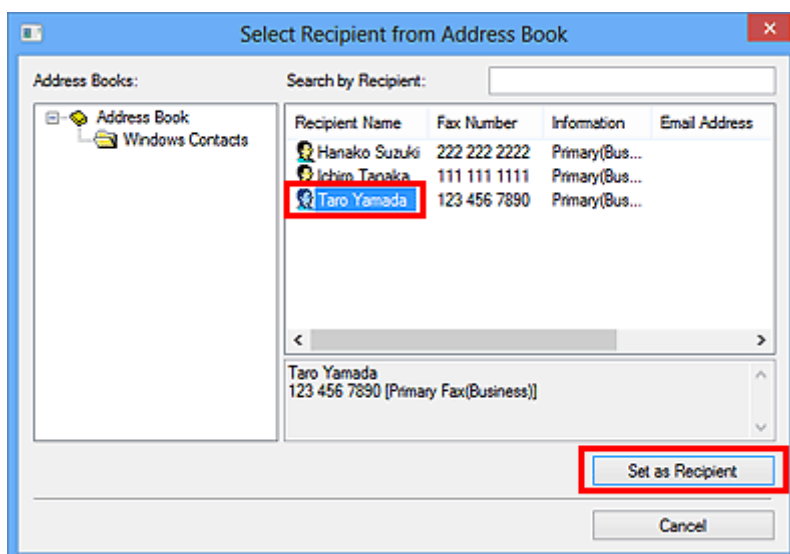 Select Recipient from Address Book
Address Books:
Search by Recipient:
Address Book
Windows Contacts
Recipient Name Fax Number Information Email Address
Hanako Suzuki 222 222 2222 Primary(Bus...
Ichiro Tanaka 111 111 1111 Primary(Bus...
Taro Yamada 123 456 7890 Primary(Bus...
Taro Yamada
123 456 7890 [Primary Fax(Business)]
Set as Recipient
Cancel